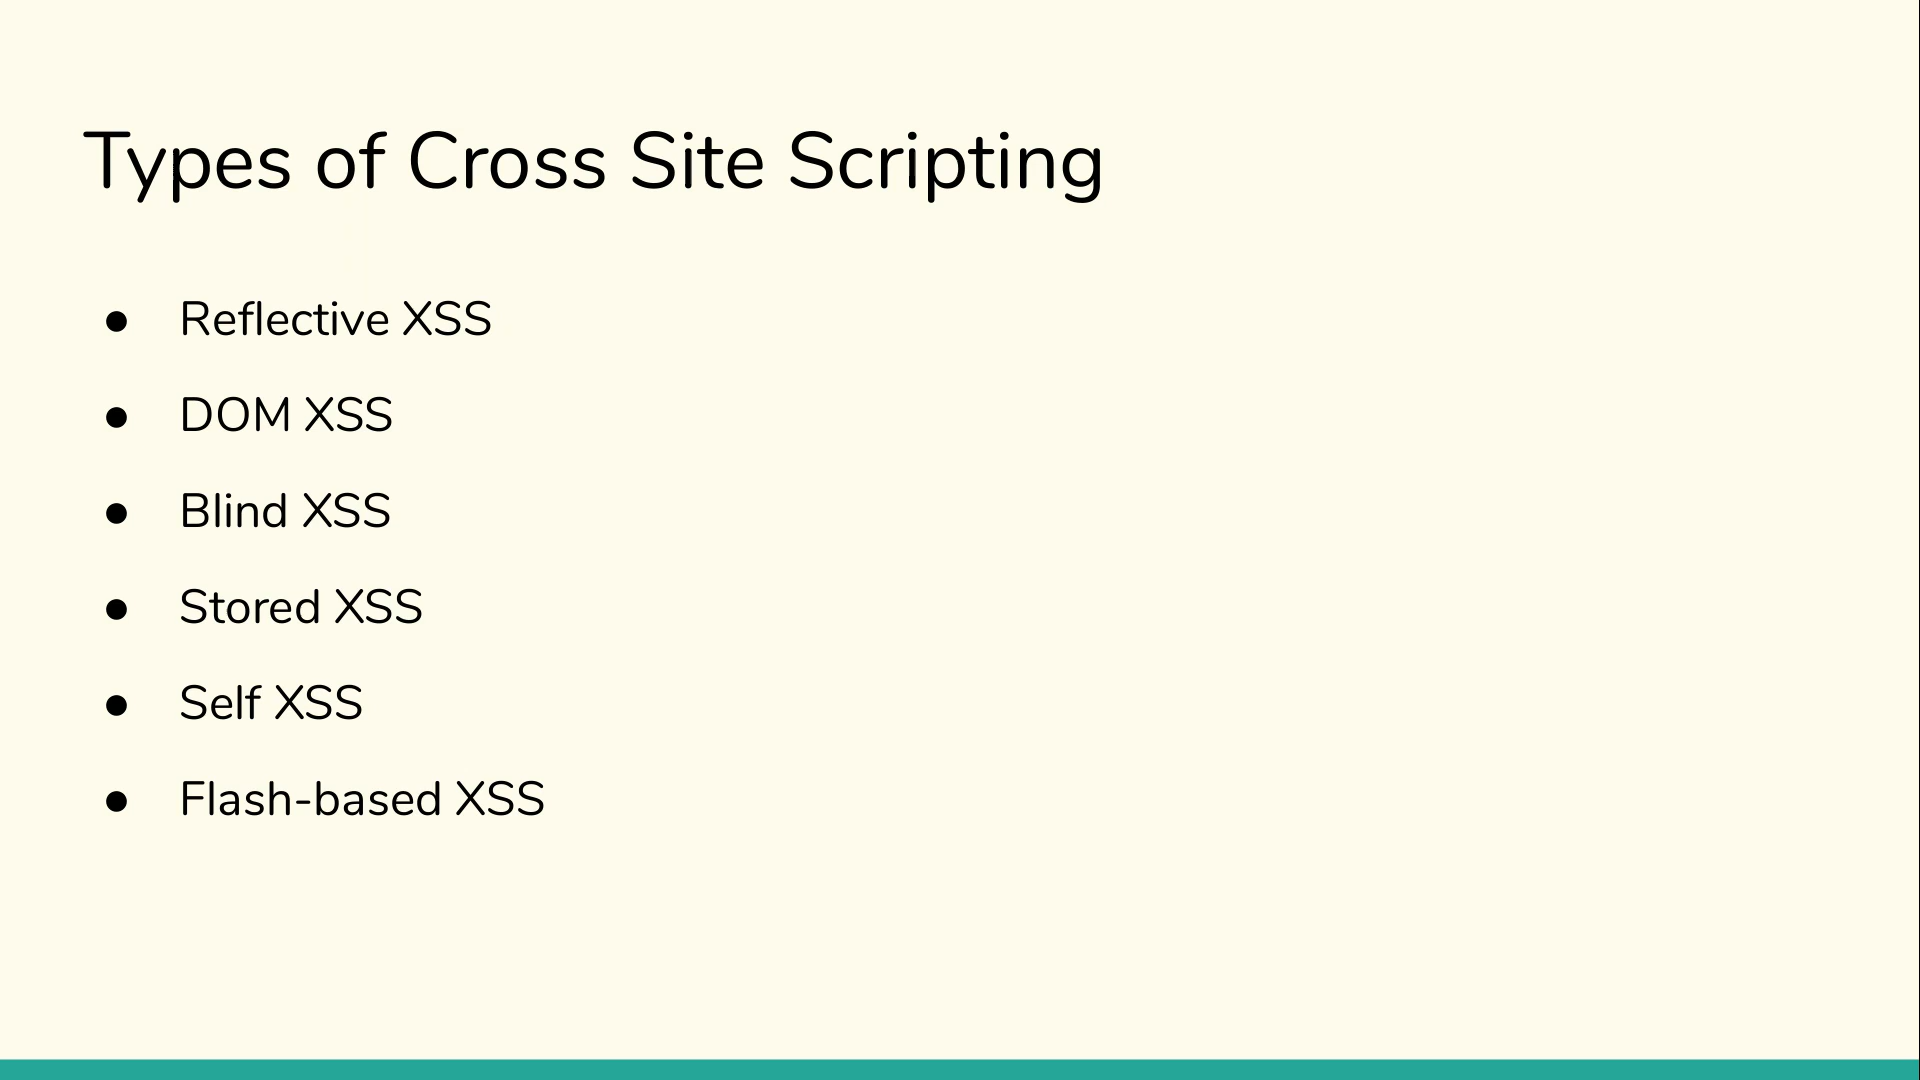 Types of Cross Site Scripting
● Reflective XSS
● DOM XSS
● Blind XSS
● Stored XSS
● Self XSS
● Flash-based XSS